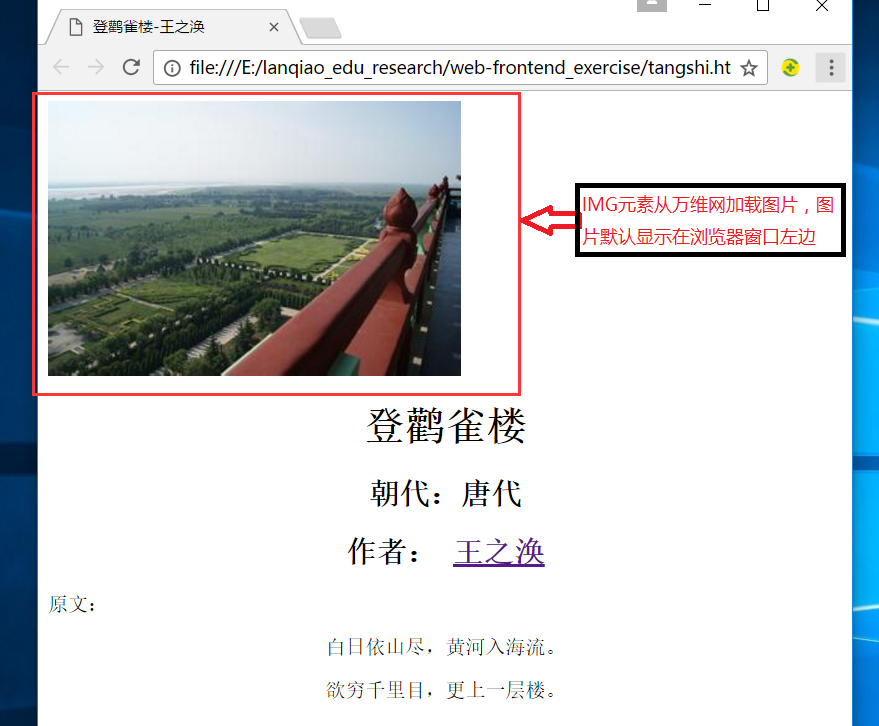 登鹳雀楼-王之涣
file:///E:/lanqiao_edu_research/web-frontend_exercise/tangshi.ht
IMG元素从万维网加载图片，图
片默认显示在浏览器窗口左边
登鹳雀楼
朝代：唐代
作者： 王之涣
原文：
白日依山尽，黄河入海流。
欲穷千里目，更上一层楼。